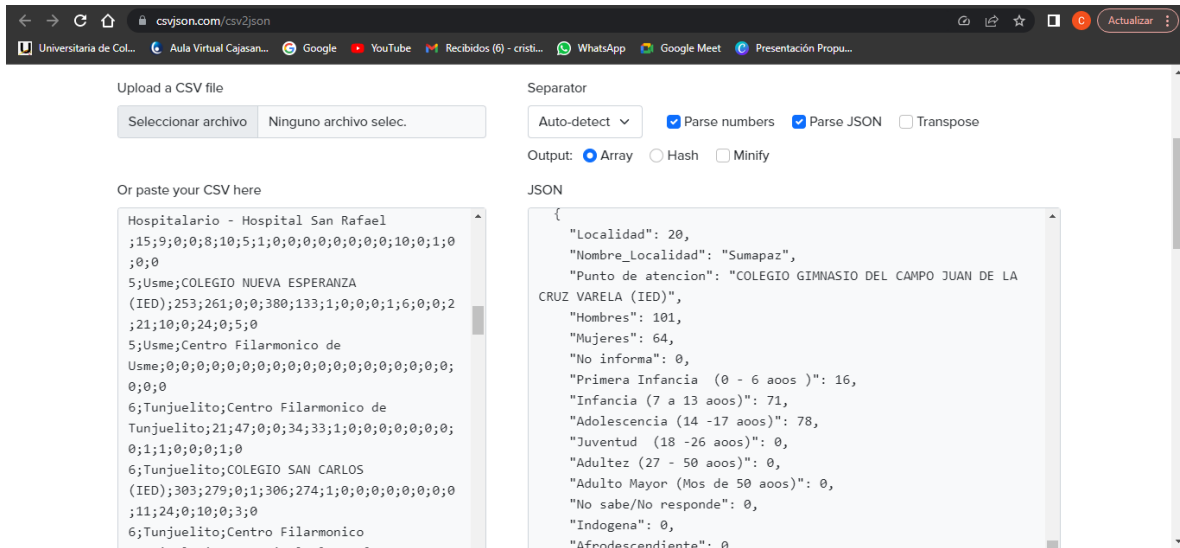 csvjson.com/csv2json
C
Actualizar
U Universitaria de Col...
Aula Virtual Cajasan...
Google
YouTube
Recibidos (6) - cristi...
WhatsApp
Google Meet
Presentación Propu...
Upload a CSV file
Seleccionar archivo Ninguno archivo selec.
Separator
Auto-detect Parse numbers Parse JSON Transpose
Output: Array Hash Minify
Or paste your CSV here
Hospitalario - Hospital San Rafael
;15;9;0;0;8;10;5;1;0;0;0;0;0;0;0;0;10;0;1;0
;0;0
5;Usme;COLEGIO NUEVA ESPERANZA
(IED);253;261;0;0;380;133;1;0;0;0;1;6;0;0;2
;21;10;0;24;0;5;0
5;Usme;Centro Filarmonico de
Usme;0;0;0;0;0;0;0;0;0;0;0;0;0;0;0;0;0;0;0;
0;0;0
6;Tunjuelito;Centro Filarmonico de
Tunjuelito;21;47;0;0;34;33;1;0;0;0;0;0;0;0;
0;1;1;0;0;0;1;0
6;Tunjuelito;COLEGIO SAN CARLOS
(IED);303;279;0;1;306;274;1;0;0;0;0;0;0;0;0
;11;24;0;10;0;3;0
6;Tunjuelito;Centro Filarmonico
JSON
{
"Localidad": 20,
"Nombre_Localidad": "Sumapaz",
"Punto de atencion": "COLEGIO GIMNASIO DEL CAMPO JUAN DE LA
CRUZ VARELA (IED)",
"Hombres": 101,
"Mujeres": 64,
"No informa": 0,
"Primera Infancia  (0 - 6 aoos )": 16,
"Infancia (7 a 13 aoos)": 71,
"Adolescencia (14 -17 aoos)": 78,
"Juventud  (18 -26 aoos)": 0,
"Adultez (27 - 50 aoos)": 0,
"Adulto Mayor (Mos de 50 aoos)": 0,
"No sabe/No responde": 0,
"Indogena": 0,
"Afrodescendiente": 0